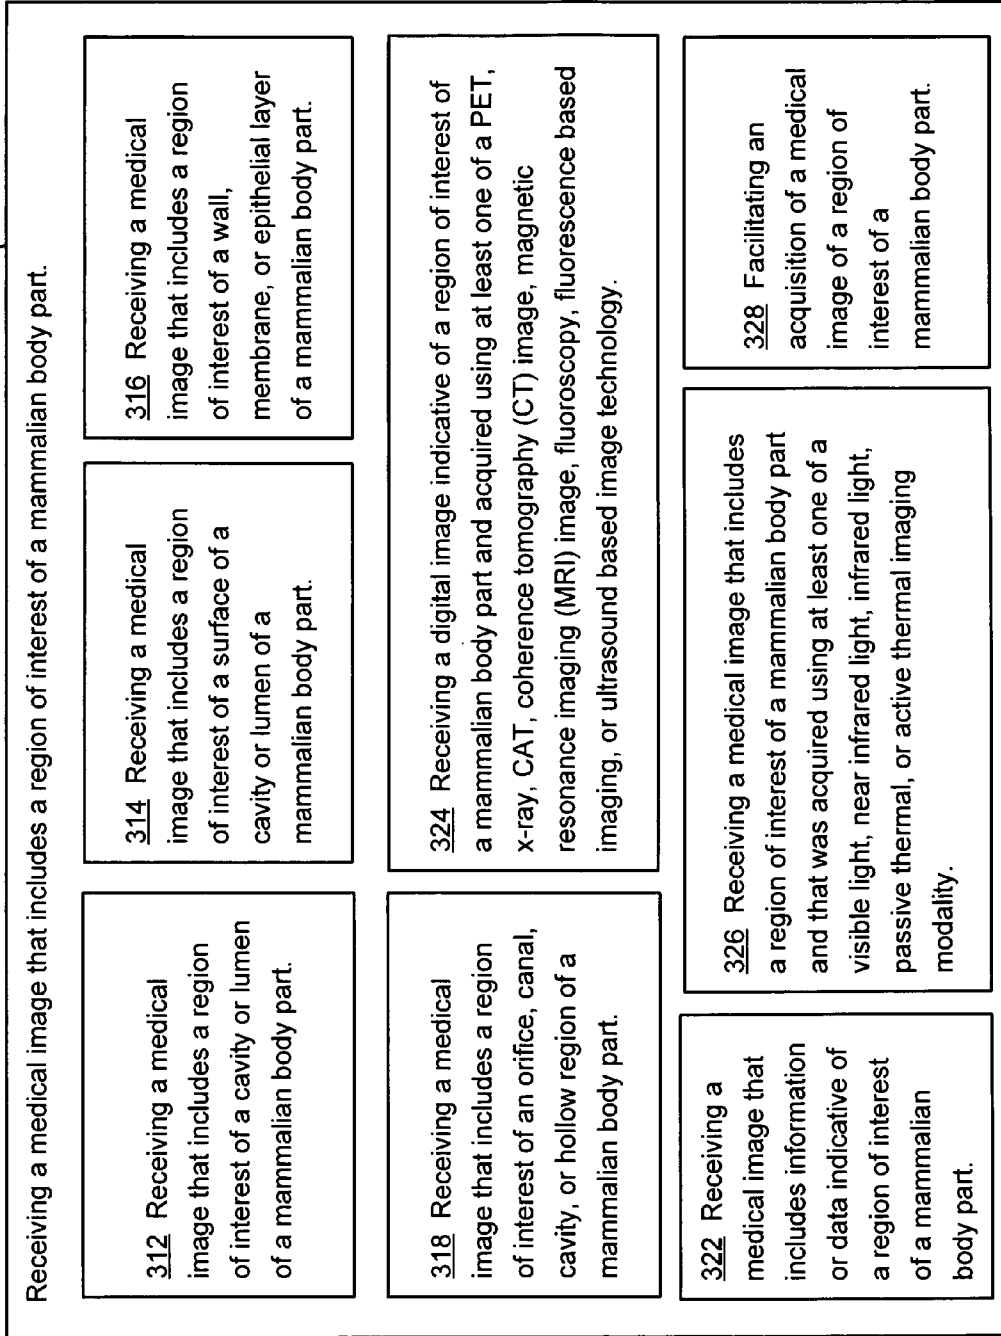 Receiving a medical image that includes a region of interest of a mammalian body part.
312 Receiving a medical
image that includes a region
of interest of a cavity or lumen
of a mammalian body part.
314 Receiving a medical
image that includes a region
of interest of a surface of a
cavity or lumen of a
mammalian body part.
316 Receiving a medical
image that includes a region
of interest of a wall,
membrane, or epithelial layer
of a mammalian body part.
318 Receiving a medical
image that includes a region
of interest of an orifice, canal,
cavity, or hollow region of a
mammalian body part.
324 Receiving a digital image indicative of a region of interest of
a mammalian body part and acquired using at least one of a PET,
x-ray, CAT, coherence tomography (CT) image, magnetic
resonance imaging (MRI) image, fluoroscopy, fluorescence based
imaging, or ultrasound based image technology.
322 Receiving a
medical image that
includes information
or data indicative of
a region of interest
of a mammalian
body part.
326 Receiving a medical image that includes
a region of interest of a mammalian body part
and that was acquired using at least one of a
visible light, near infrared light, infrared light,
passive thermal, or active thermal imaging
modality.
328 Facilitating an
acquisition of a medical
image of a region of
interest of a
mammalian body part.